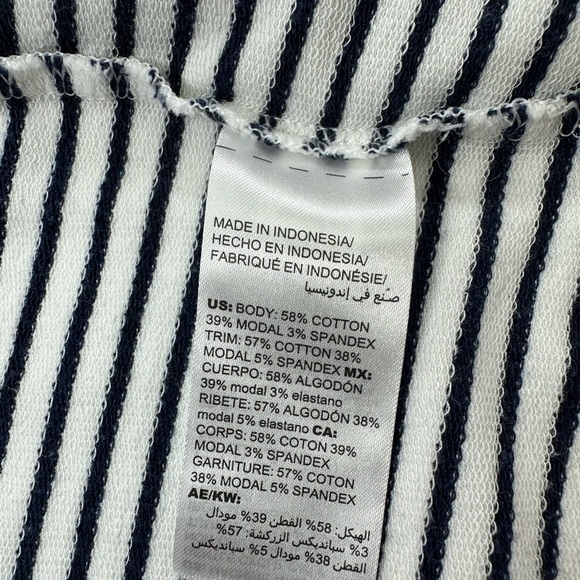 MADE IN INDONESIA/
HECHO EN INDONESIA/
FABRIQUÉ EN INDONÉSIE/
صنّع في إندونيسيا
US: BODY: 58% COTTON
39% MODAL 3% SPANDEX
TRIM: 57% COTTON 38%
MODAL 5% SPANDEX MX:
CUERPO: 58% ALGODÓN
39% modal 3% elastano
RIBETE: 57% ALGODÓN 38%
modal 5% elastano CA:
CORPS: 58% COTON 39%
MODAL 3% SPANDEX
GARNITURE: 57% COTON
38% MODAL 5% SPANDEX
AE/KW:
الهيكل: 58% القطن 39% مودال
3% سبانديكس الزركشة: 57%
القطن 38% مودال 5% سبانديكس